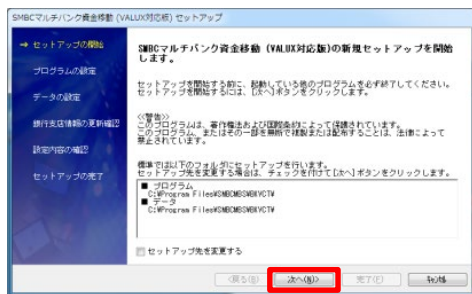 SMBCマルチバンク資金移動 (VALUX対応版) セットアップ
➔ セットアップの開始
プログラムの設定
データの設定
銀行支店情報の更新確認
設定内容の確認
セットアップの完了
SMBCマルチバンク資金移動 (VALUX対応版)の新規セットアップを開始
します。
セットアップを開始する前に、起動している他のプログラムを必ず終了してください。
セットアップを開始するには、[次へ]ボタンをクリックします。
<<警告>>
このプログラムは、著作権法および国際条約によって保護されています。
このプログラム、またはその一部を無断で複製または配布することは、法律によって
禁止されています。
標準では以下のフォルダにセットアップを行います。
セットアップ先を変更する場合は、チェックを付けて[次へ]ボタンをクリックします。
■ プログラム
C:¥Program Files¥SMBCMBSWBKVCT¥
■ データ
C:¥Program Files¥SMBCMBSWBKVCT¥
セットアップ先を変更する
<戻る(B)
次へ(N)>
完了(F)
キャンセル